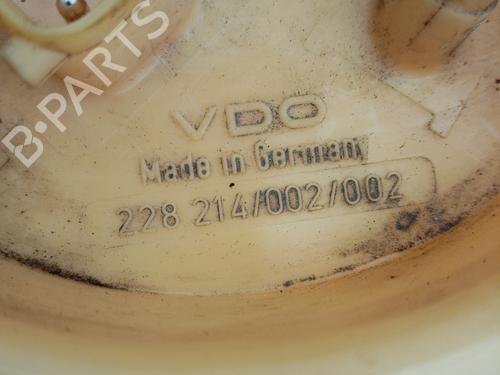 B·PARTS
VDO
Made in Germany
228 214/002/002